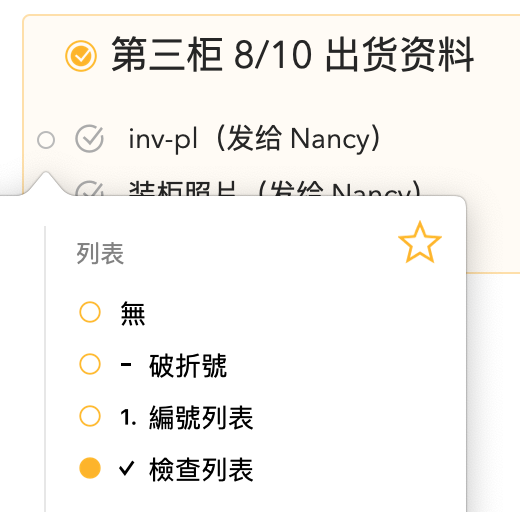 第三柜 8/10 出货资料
inv-pl（发给 Nancy）
装柜照片（发给 Nancy）
列表
無
- 破折號
1. 編號列表
✓ 檢查列表